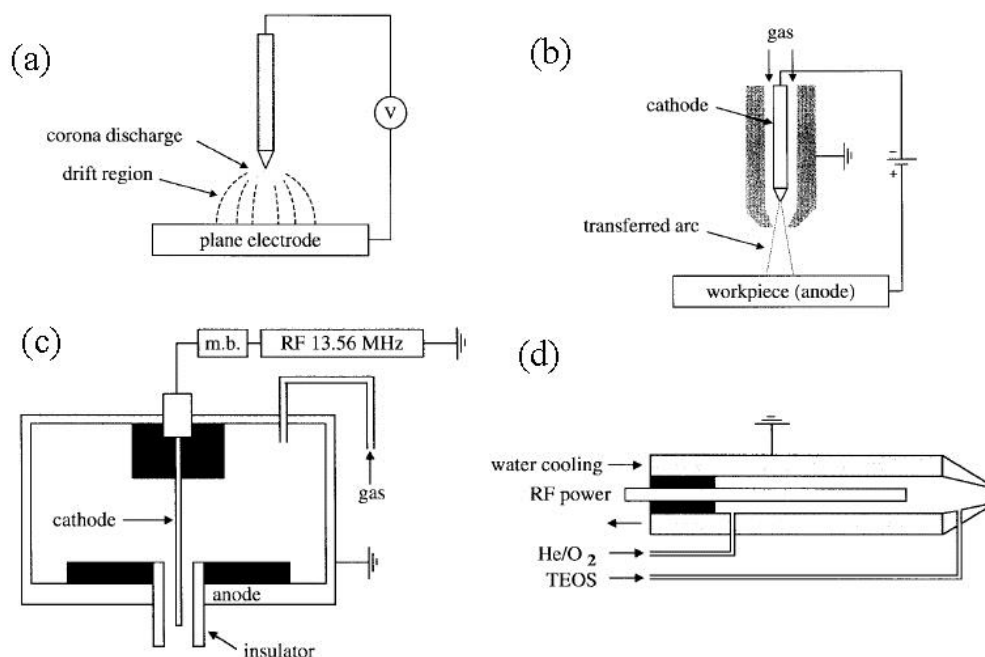 (a)
V
corona discharge
drift region
plane electrode
(b)
gas
cathode
−
+
transferred arc
workpiece (anode)
(c)
m.b.
RF 13.56 MHz
gas
cathode
anode
insulator
(d)
water cooling
RF power
He/O₂
TEOS